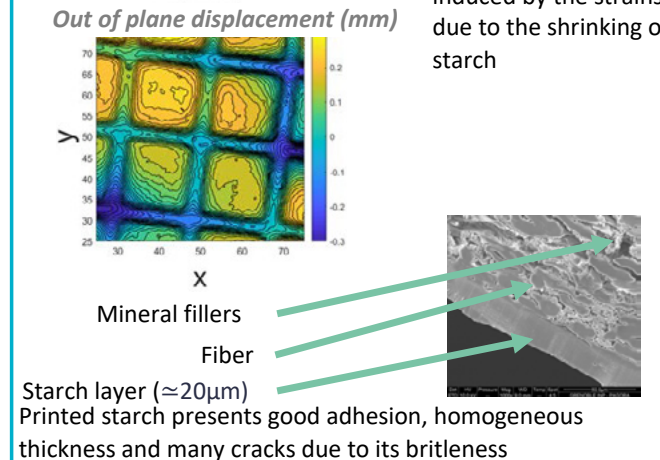 Out of plane displacement (mm)
induced by the strains
due to the shrinking o
starch
70
65
60
55
50
45
40
35
30
25
30
40
50
60
70
0.2
0.1
0
-0.1
-0.2
-0.3
y
x
Mineral fillers
Fiber
Starch layer (≃20µm)
Printed starch presents good adhesion, homogeneous
thickness and many cracks due to its britleness